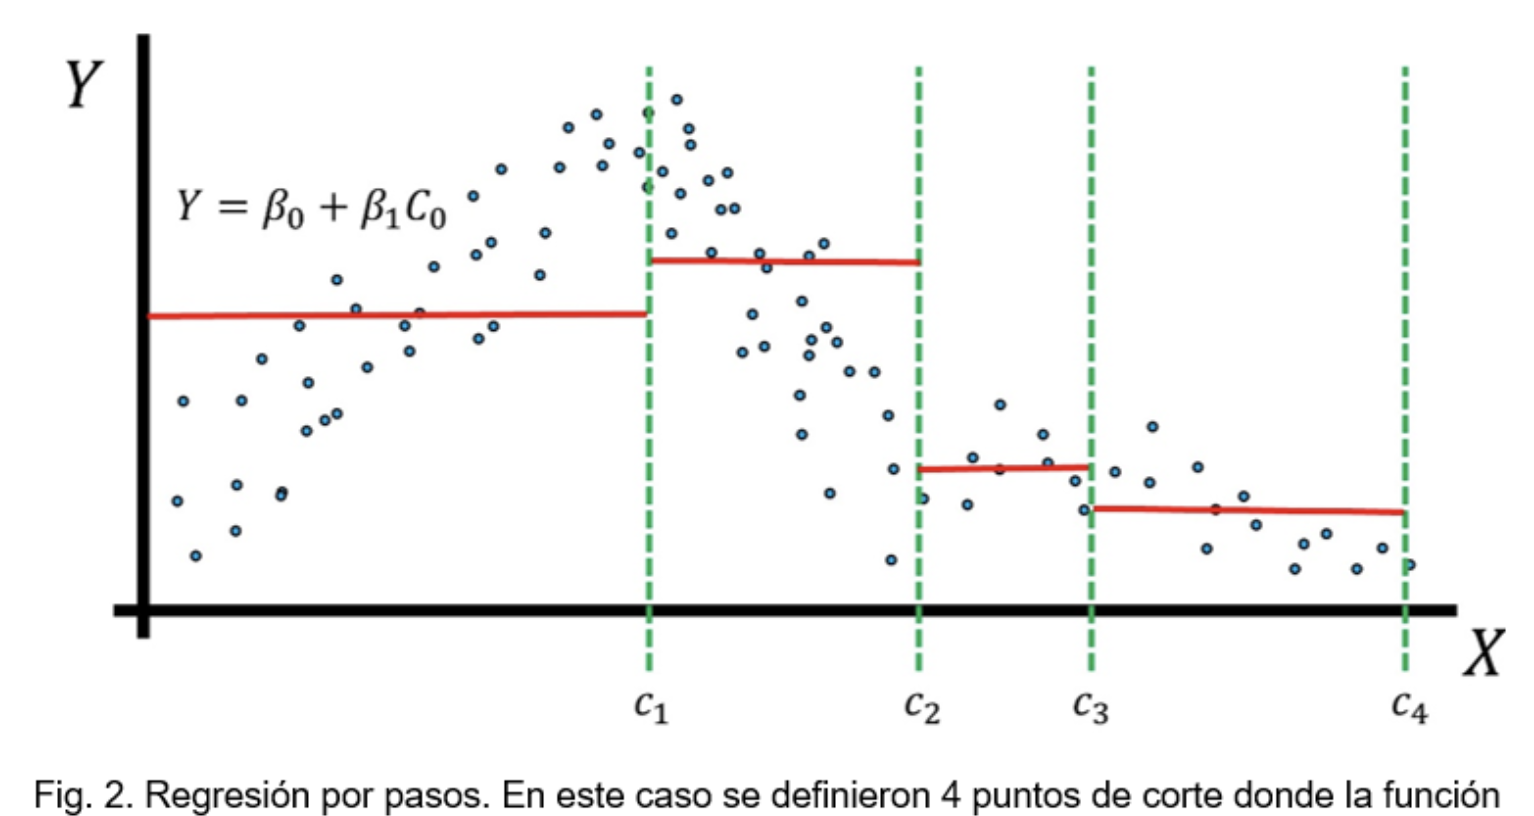 Y
Y = β₀ + β₁C₀
X
c₁ c₂ c₃ c₄
Fig. 2. Regresión por pasos. En este caso se definieron 4 puntos de corte donde la función